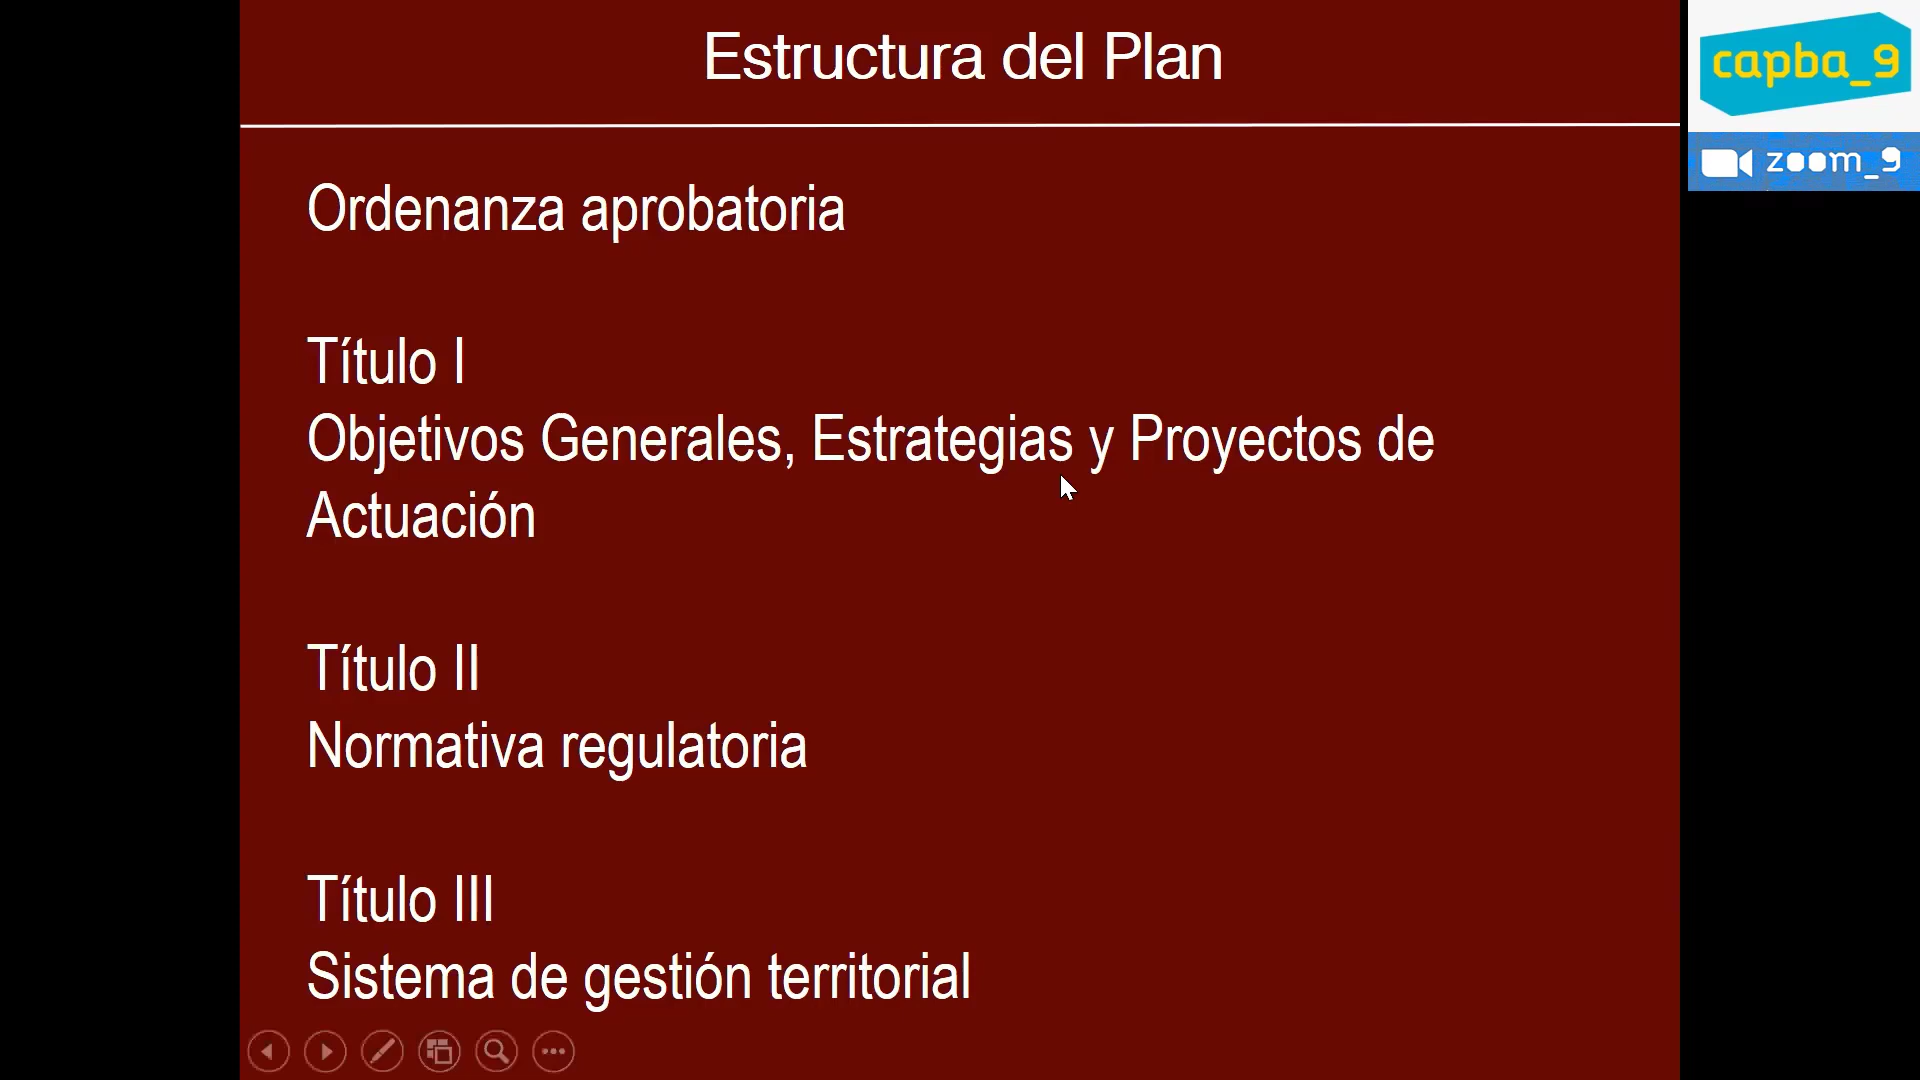 Estructura del Plan
capba_9
zoom_9
Ordenanza aprobatoria
Título I
Objetivos Generales, Estrategias y Proyectos de
Actuación
Título II
Normativa regulatoria
Título III
Sistema de gestión territorial